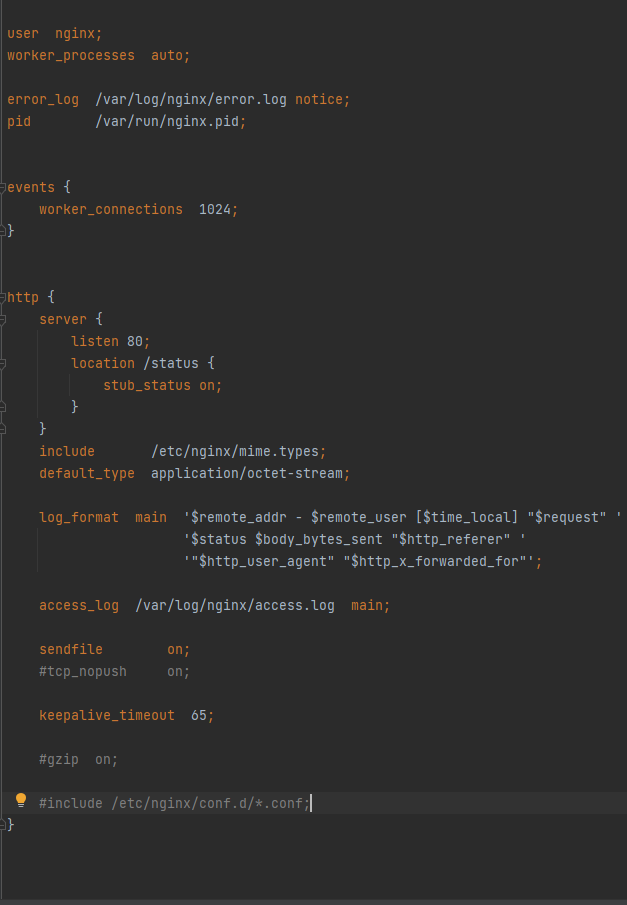 user  nginx;
worker_processes  auto;
error_log  /var/log/nginx/error.log notice;
pid        /var/run/nginx.pid;
events {
    worker_connections  1024;
}
http {
    server {
        listen 80;
        location /status {
            stub_status on;
        }
    }
    include       /etc/nginx/mime.types;
    default_type  application/octet-stream;
    log_format  main  '$remote_addr - $remote_user [$time_local] "$request" '
                      '$status $body_bytes_sent "$http_referer" '
                      '"$http_user_agent" "$http_x_forwarded_for"';
    access_log  /var/log/nginx/access.log  main;
    sendfile        on;
    #tcp_nopush     on;
    keepalive_timeout  65;
    #gzip  on;
    #include /etc/nginx/conf.d/*.conf;
}